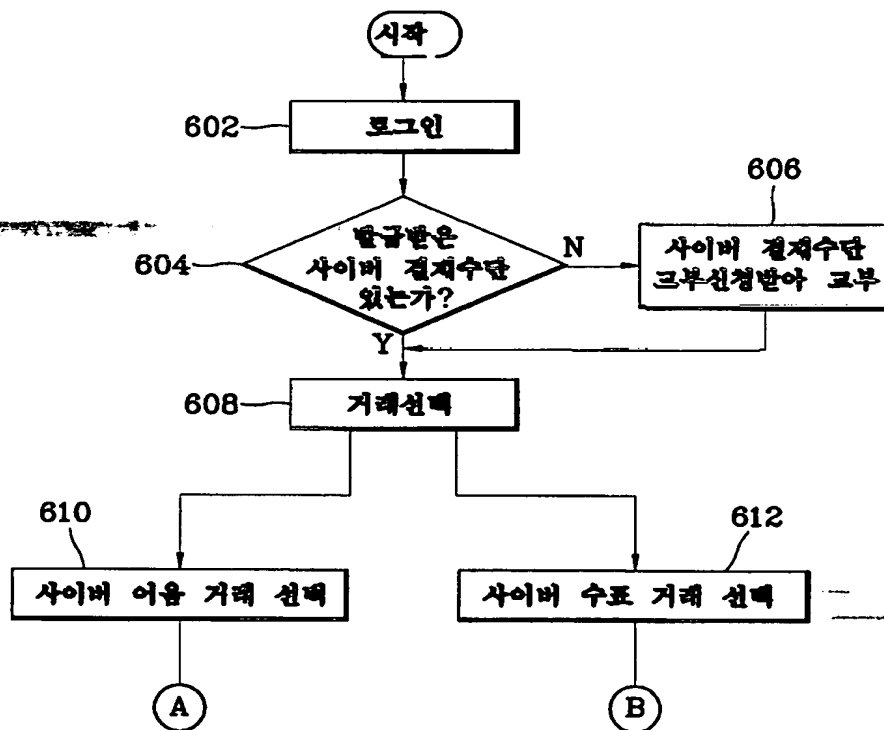 시작
602
로그인
606
604
발급받은
사이버 결재수단
있는가?
N
사이버 결재수단
교부신청받아 교부
Y
608
거래선택
610
사이버 어음 거래 선택
612
사이버 수표 거래 선택
A
B